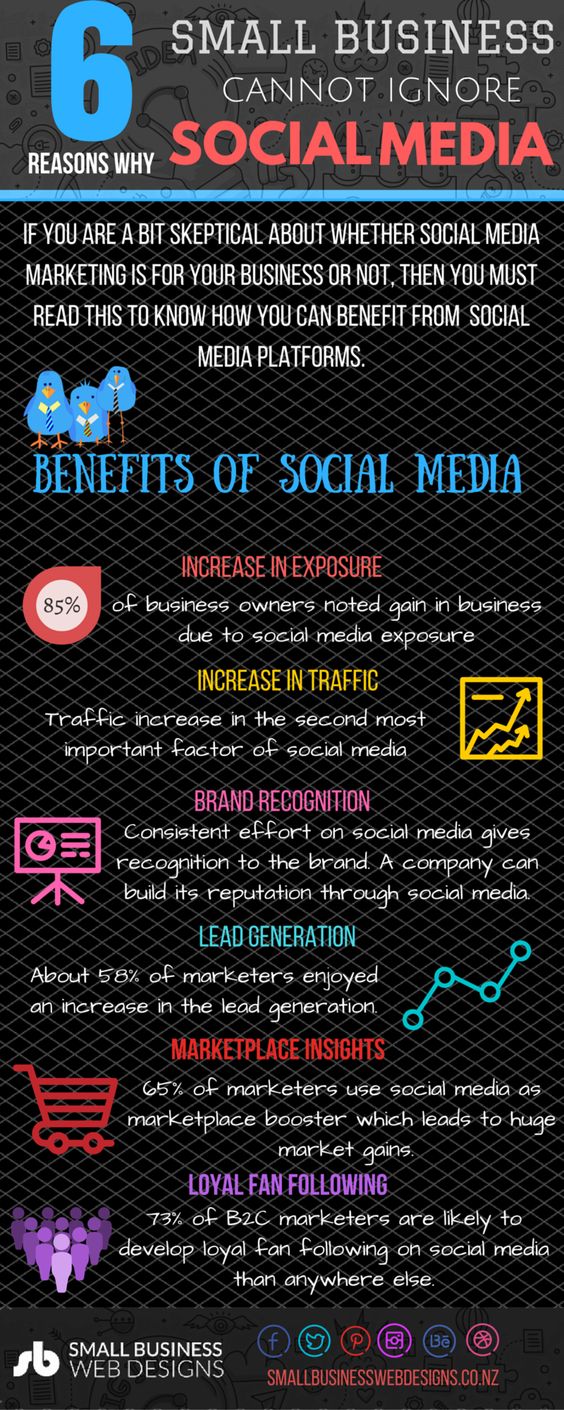 6
REASONS WHY
SMALL BUSINESS
CANNOT IGNORE
SOCIAL MEDIA
IDEA
IF YOU ARE A BIT SKEPTICAL ABOUT WHETHER SOCIAL MEDIA
MARKETING IS FOR YOUR BUSINESS OR NOT, THEN YOU MUST
READ THIS TO KNOW HOW YOU CAN BENEFIT FROM SOCIAL
MEDIA PLATFORMS.
BENEFITS OF SOCIAL MEDIA
INCREASE IN EXPOSURE
85%
of business owners noted gain in business
due to social media exposure
INCREASE IN TRAFFIC
Traffic increase in the second most
important factor of social media
BRAND RECOGNITION
Consistent effort on social media gives
recognition to the brand. A company can
build its reputation through social media.
LEAD GENERATION
About 58% of marketers enjoyed
an increase in the lead generation.
MARKETPLACE INSIGHTS
65% of marketers use social media as
marketplace booster which leads to huge
market gains.
LOYAL FAN FOLLOWING
73% of B2C marketers are likely to
develop loyal fan following on social media
than anywhere else.
sb SMALL BUSINESS
WEB DESIGNS
Bē
SMALLBUSINESSWEBDESIGNS.CO.NZ